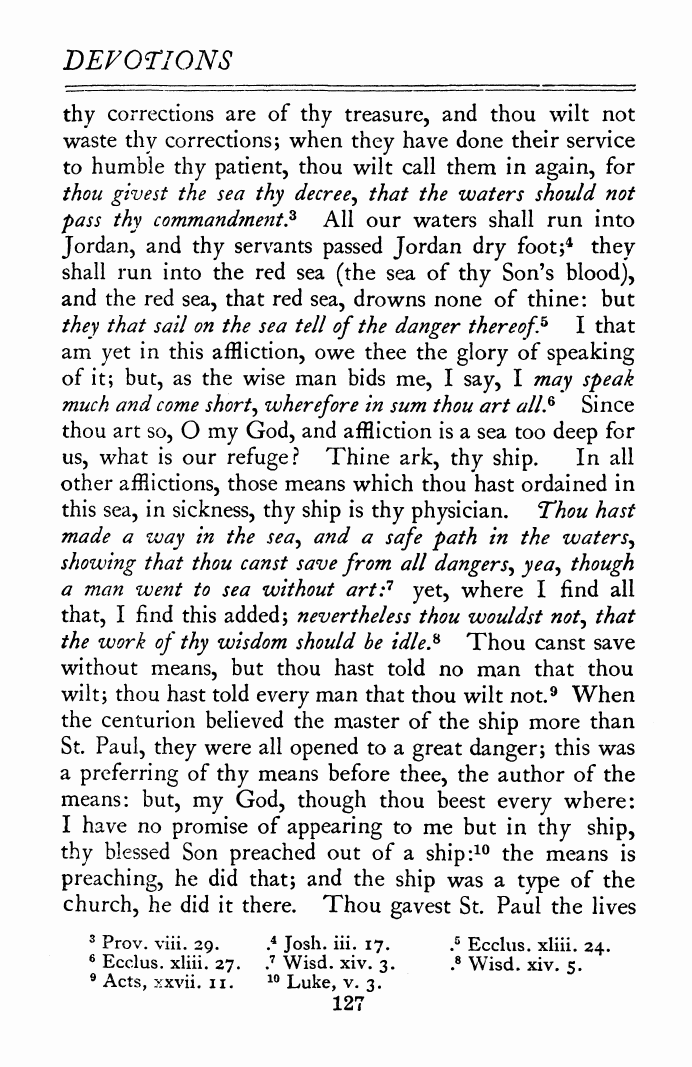 DEVOTIONS
thy corrections are of thy treasure, and thou wilt not
waste thy corrections; when they have done their service
to humble thy patient, thou wilt call them in again, for
thou givest the sea thy decree, that the waters should not
pass thy commandment.³ All our waters shall run into
Jordan, and thy servants passed Jordan dry foot;⁴ they
shall run into the red sea (the sea of thy Son's blood),
and the red sea, that red sea, drowns none of thine: but
they that sail on the sea tell of the danger thereof.⁵ I that
am yet in this affliction, owe thee the glory of speaking
of it; but, as the wise man bids me, I say, I may speak
much and come short, wherefore in sum thou art all.⁶ Since
thou art so, O my God, and affliction is a sea too deep for
us, what is our refuge? Thine ark, thy ship. In all
other afflictions, those means which thou hast ordained in
this sea, in sickness, thy ship is thy physician. Thou hast
made a way in the sea, and a safe path in the waters,
showing that thou canst save from all dangers, yea, though
a man went to sea without art:⁷ yet, where I find all
that, I find this added; nevertheless thou wouldst not, that
the work of thy wisdom should be idle.⁸ Thou canst save
without means, but thou hast told no man that thou
wilt; thou hast told every man that thou wilt not.⁹ When
the centurion believed the master of the ship more than
St. Paul, they were all opened to a great danger; this was
a preferring of thy means before thee, the author of the
means: but, my God, though thou beest every where:
I have no promise of appearing to me but in thy ship,
thy blessed Son preached out of a ship:¹⁰ the means is
preaching, he did that; and the ship was a type of the
church, he did it there. Thou gavest St. Paul the lives
³ Prov. viii. 29. .⁴ Josh. iii. 17. .⁵ Ecclus. xliii. 24.
⁶ Ecclus. xliii. 27. .⁷ Wisd. xiv. 3. .⁸ Wisd. xiv. 5.
⁹ Acts, xxvii. 11. ¹⁰ Luke, v. 3.
127